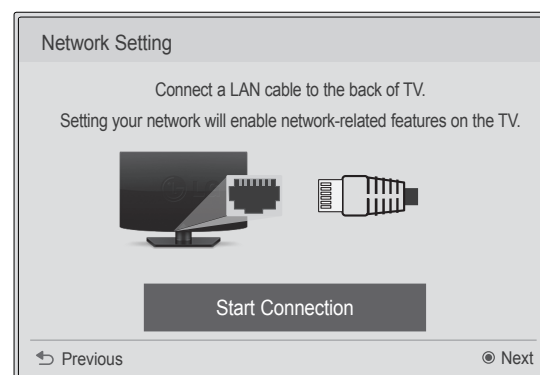 Network Setting
Connect a LAN cable to the back of TV.
Setting your network will enable network-related features on the TV.
Start Connection
Previous
Next